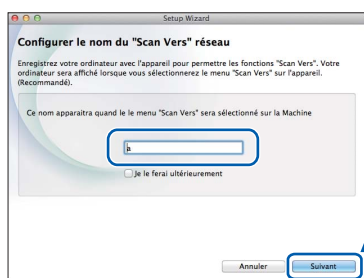 Setup Wizard
Configurer le nom du "Scan Vers" réseau
Enregistrez votre ordinateur avec l'appareil pour permettre les fonctions "Scan Vers". Votre
ordinateur sera affiché lorsque vous sélectionnerez le menu "Scan Vers" sur l'appareil.
(Recommandé).
Ce nom apparaitra quand le le menu "Scan Vers" sera sélectionné sur la Machine
a
Je le ferai ultérieurement
Annuler
Suivant